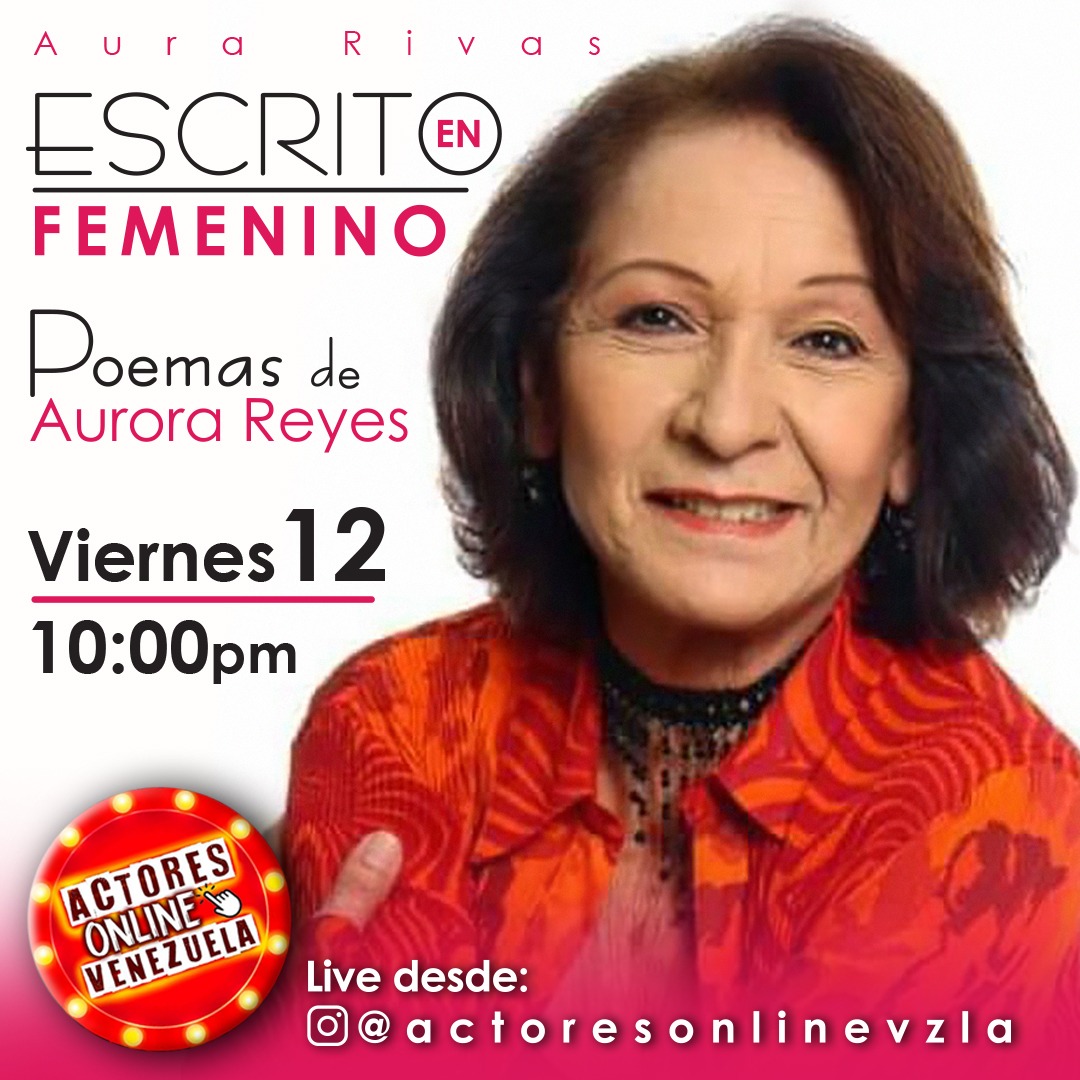 Aura Rivas
ESCRITO EN
FEMENINO
Poemas de
Aurora Reyes
Viernes 12
10:00pm
ACTORES
ONLINE
VENEZUELA
Live desde:
@actoresonlinevzla